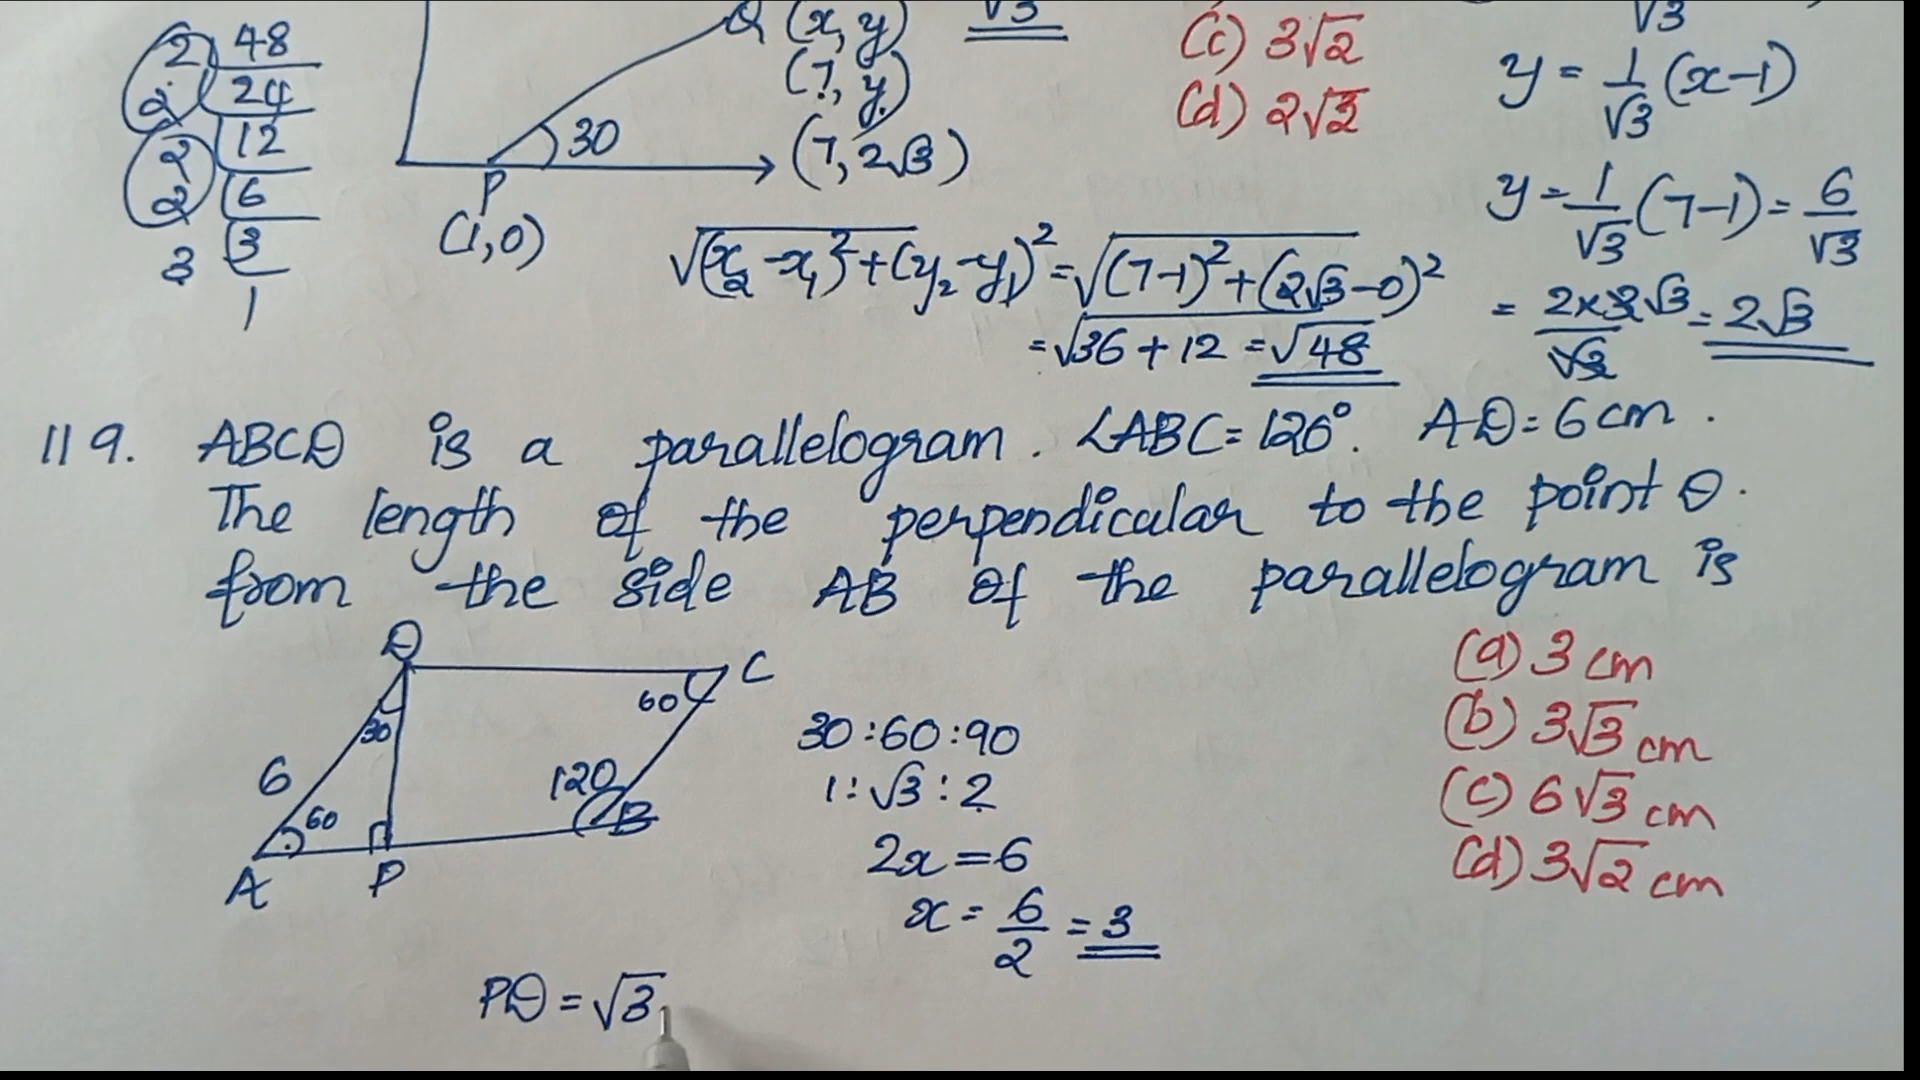 2 48
2 24
2 12
2 6
3 3
1
Q (x, y)
(7, y)
(7, 2√3)
30
P
(1,0)
√3
(c) 3√2
(d) 2√2
√3
y = 1/√3 (x-1)
y = 1/√3 (7-1) = 6/√3
= 2×3√3/√3 = 2√3
√(x₂-x₁)²+(y₂-y₁)² = √(7-1)²+(2√3-0)²
= √36+12 = √48
119. ABCD is a parallelogram. ∠ABC = 120°. AD = 6cm.
The length of the perpendicular to the point D
from the side AB of the parallelogram is
D
C
60
30
6
60
120
B
A P
30:60:90
1:√3:2
2x = 6
x = 6/2 = 3
PD = √3
(a) 3 cm
(b) 3√3 cm
(c) 6√3 cm
(d) 3√2 cm